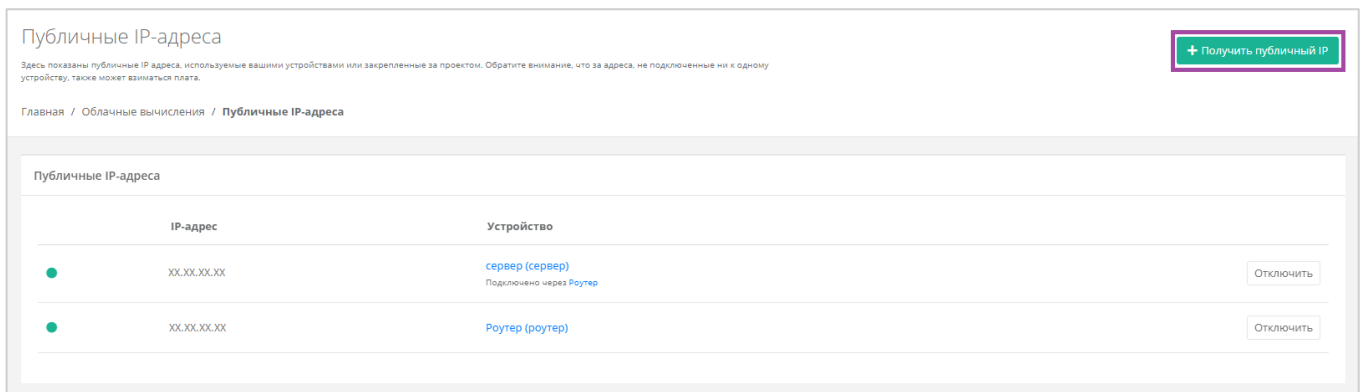 Публичные IP-адреса
+ Получить публичный IP
Здесь показаны публичные IP адреса, используемые вашими устройствами или закрепленные за проектом. Обратите внимание, что за адреса, не подключенные ни к одному
устройству, также может взиматься плата.
Главная / Облачные вычисления / Публичные IP-адреса
Публичные IP-адреса
IP-адрес Устройство
XX.XX.XX.XX сервер (сервер) Отключить
Подключено через Роутер
XX.XX.XX.XX Роутер (роутер) Отключить